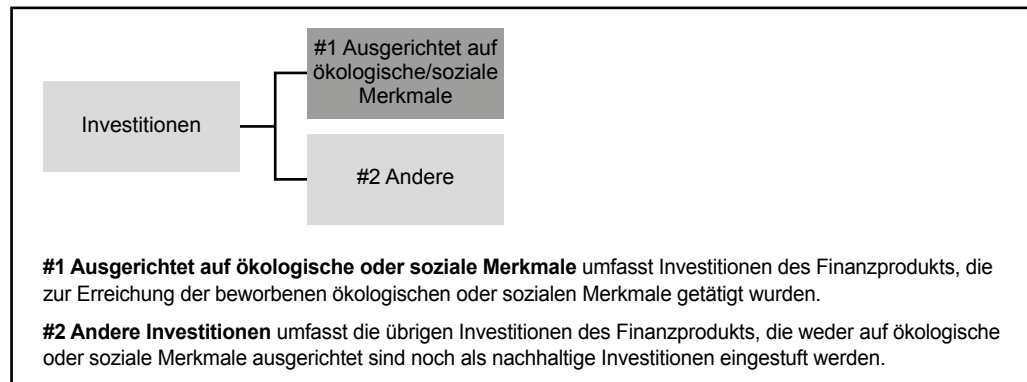 #1 Ausgerichtet auf
ökologische/soziale
Merkmale
Investitionen
#2 Andere
#1 Ausgerichtet auf ökologische oder soziale Merkmale umfasst Investitionen des Finanzprodukts, die
zur Erreichung der beworbenen ökologischen oder sozialen Merkmale getätigt wurden.
#2 Andere Investitionen umfasst die übrigen Investitionen des Finanzprodukts, die weder auf ökologische
oder soziale Merkmale ausgerichtet sind noch als nachhaltige Investitionen eingestuft werden.